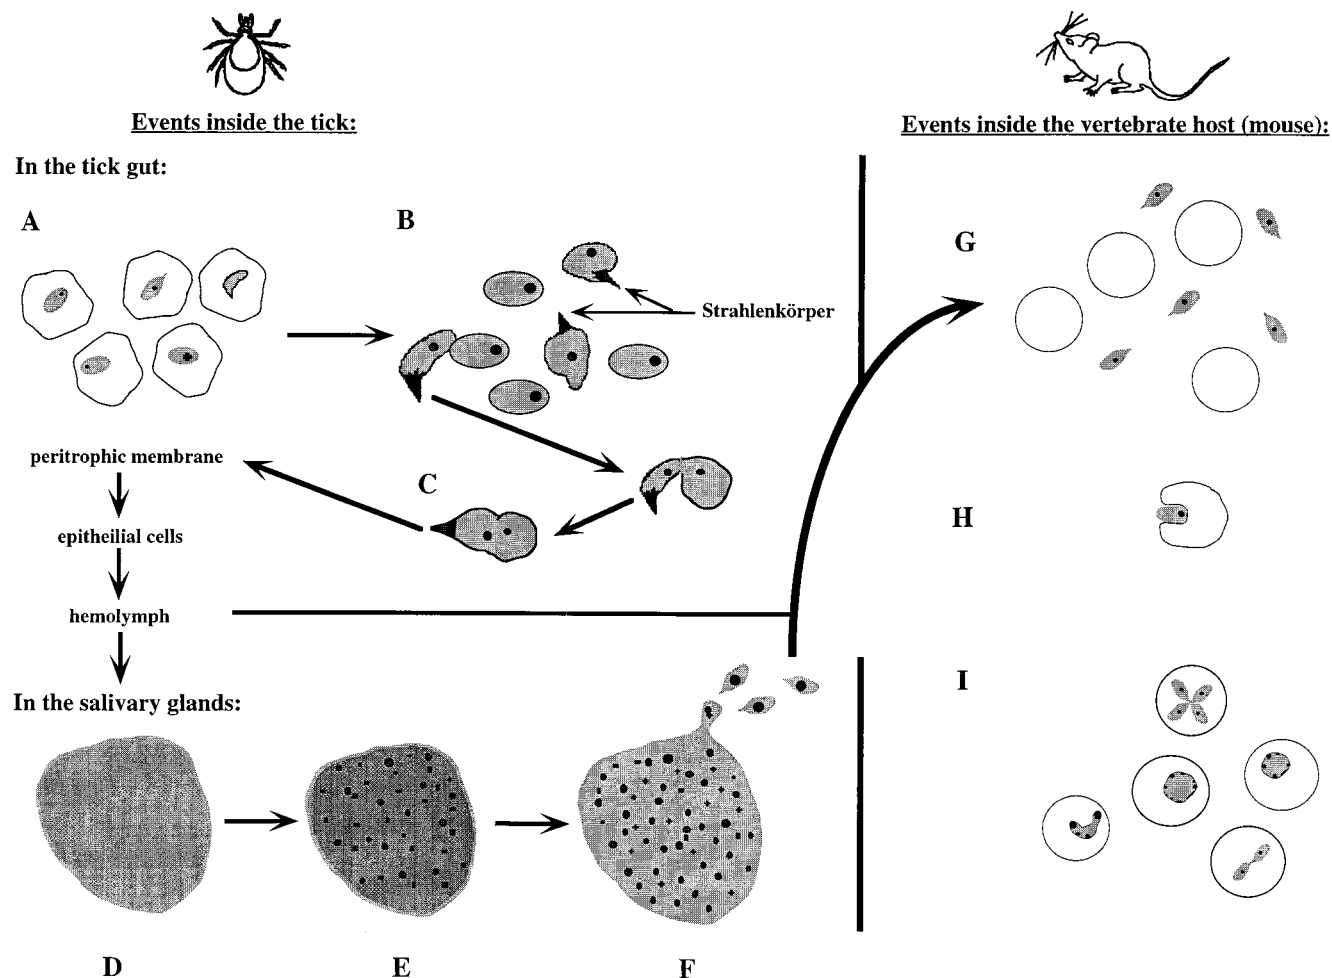 Events inside the tick:
Events inside the vertebrate host (mouse):
In the tick gut:
A
B
G
Strahlenkörper
peritrophic membrane
C
H
epitheilial cells
hemolymph
In the salivary glands:
I
D
E
F